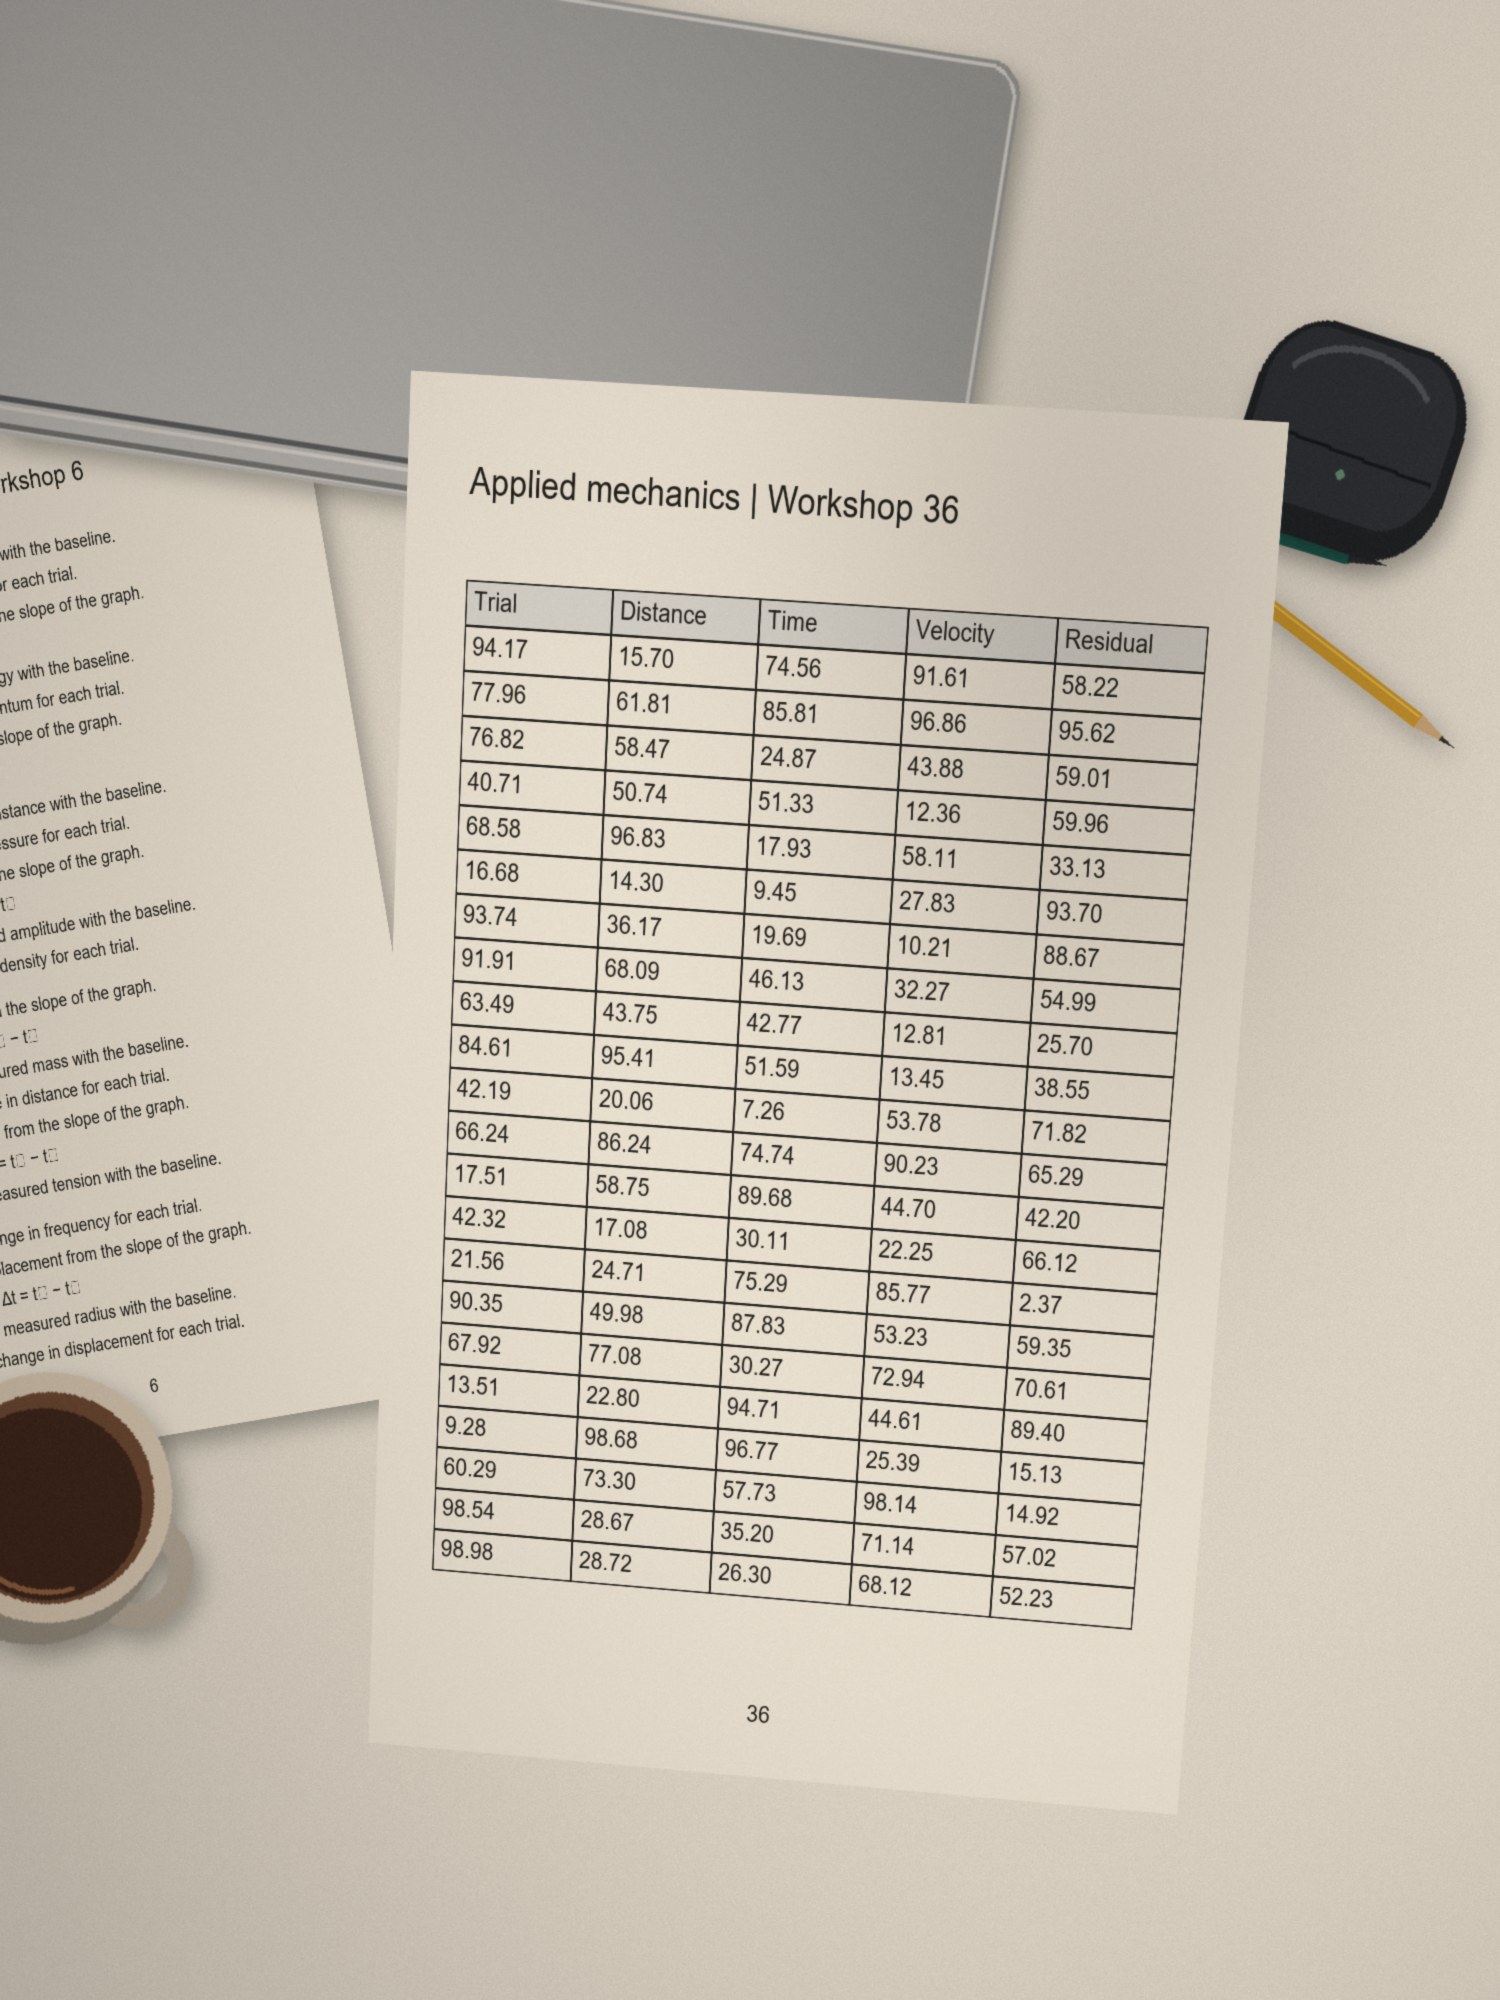 rkshop 6
with the baseline.
each trial.
slope of the graph.
with the baseline.
for each trial.
slope of the graph.
with the baseline.
for each trial.
slope of the graph.
amplitude with the baseline.
density for each trial.
the slope of the graph.
mass with the baseline.
in distance for each trial.
from the slope of the graph.
tension with the baseline.
in frequency for each trial.
from the slope of the graph.
Δt = t▯ − t▯
measured radius with the baseline.
change in displacement for each trial.
6
Applied mechanics | Workshop 36
Trial Distance Time Velocity Residual
94.17 15.70 74.56 91.61 58.22
77.96 61.81 85.81 96.86 95.62
76.82 58.47 24.87 43.88 59.01
40.71 50.74 51.33 12.36 59.96
68.58 96.83 17.93 58.11 33.13
16.68 14.30 9.45 27.83 93.70
93.74 36.17 19.69 10.21 88.67
91.91 68.09 46.13 32.27 54.99
63.49 43.75 42.77 12.81 25.70
84.61 95.41 51.59 13.45 38.55
42.19 20.06 7.26 53.78 71.82
66.24 86.24 74.74 90.23 65.29
17.51 58.75 89.68 44.70 42.20
42.32 17.08 30.11 22.25 66.12
21.56 24.71 75.29 85.77 2.37
90.35 49.98 87.83 53.23 59.35
67.92 77.08 30.27 72.94 70.61
13.51 22.80 94.71 44.61 89.40
9.28 98.68 96.77 25.39 15.13
60.29 73.30 57.73 98.14 14.92
98.54 28.67 35.20 71.14 57.02
98.98 28.72 26.30 68.12 52.23
36